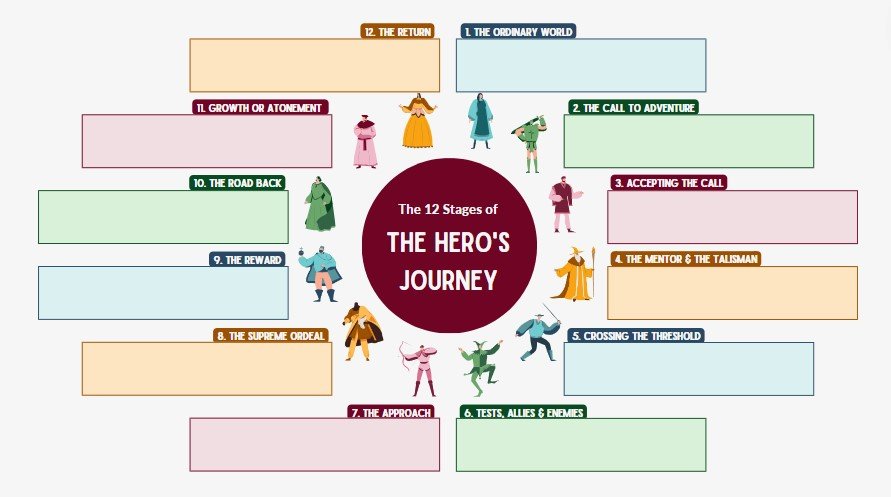 12. THE RETURN
1. THE ORDINARY WORLD
11. GROWTH OR ATONEMENT
2. THE CALL TO ADVENTURE
10. THE ROAD BACK
3. ACCEPTING THE CALL
The 12 Stages of
THE HERO'S
JOURNEY
9. THE REWARD
4. THE MENTOR & THE TALISMAN
8. THE SUPREME ORDEAL
5. CROSSING THE THRESHOLD
7. THE APPROACH
6. TESTS, ALLIES & ENEMIES